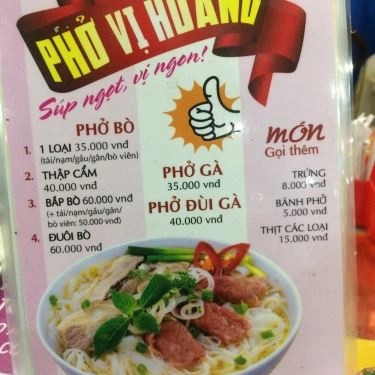 PHỞ VỊ HOÀNG
Súp ngọt, vị ngon!
PHỞ BÒ
1. 1 LOẠI 35.000 vnđ
(tái/nạm/gầu/gân/bò viên)
2. THẬP CẨM
40.000 vnđ
3. BẮP BÒ 60.000 vnđ
(+ tái/nạm/gầu/gân/
bò viên: 50.000 vnđ)
4. ĐUÔI BÒ
60.000 vnđ
PHỞ GÀ
35.000 vnđ
PHỞ ĐÙI GÀ
40.000 vnđ
món
Gọi thêm
TRỨNG
8.000 vnđ
BÁNH PHỞ
5.000 vnđ
THỊT CÁC LOẠI
15.000 vnđ